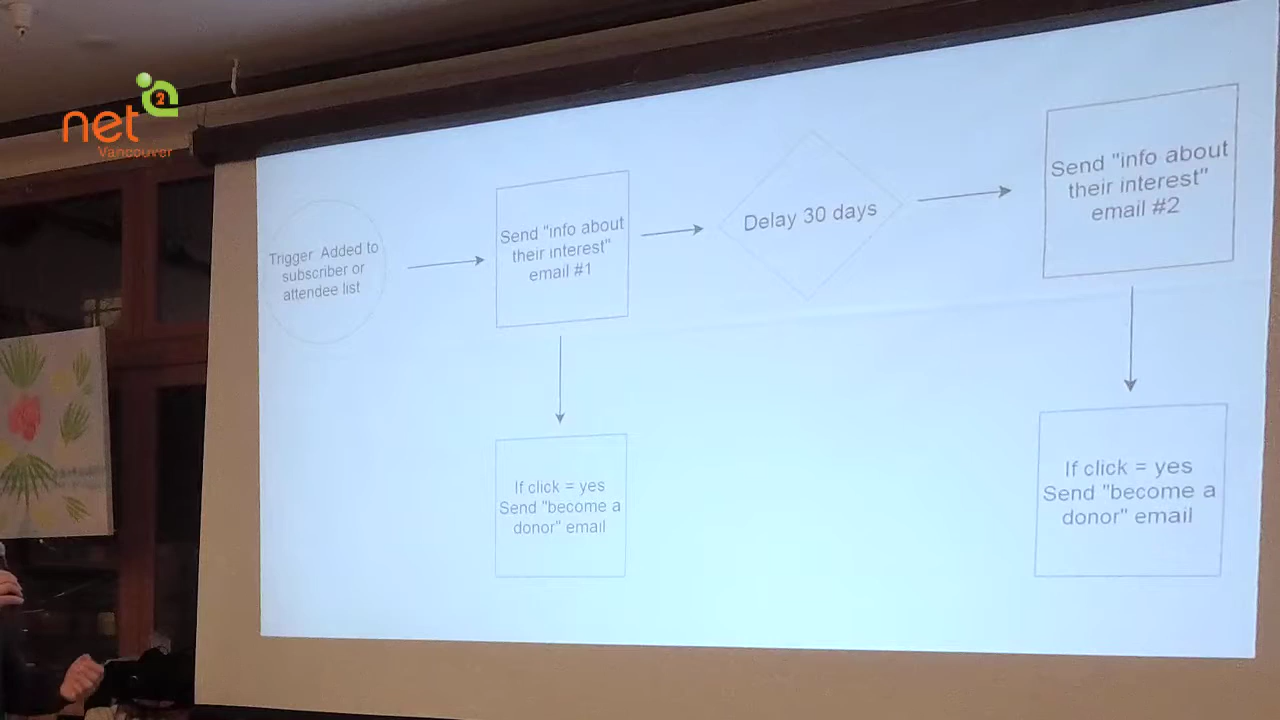 net2
Vancouver
Trigger Added to
subscriber or
attendee list
Send "info about
their interest"
email #1
Delay 30 days
Send "info about
their interest"
email #2
If click = yes
Send "become a
donor" email
If click = yes
Send "become a
donor" email